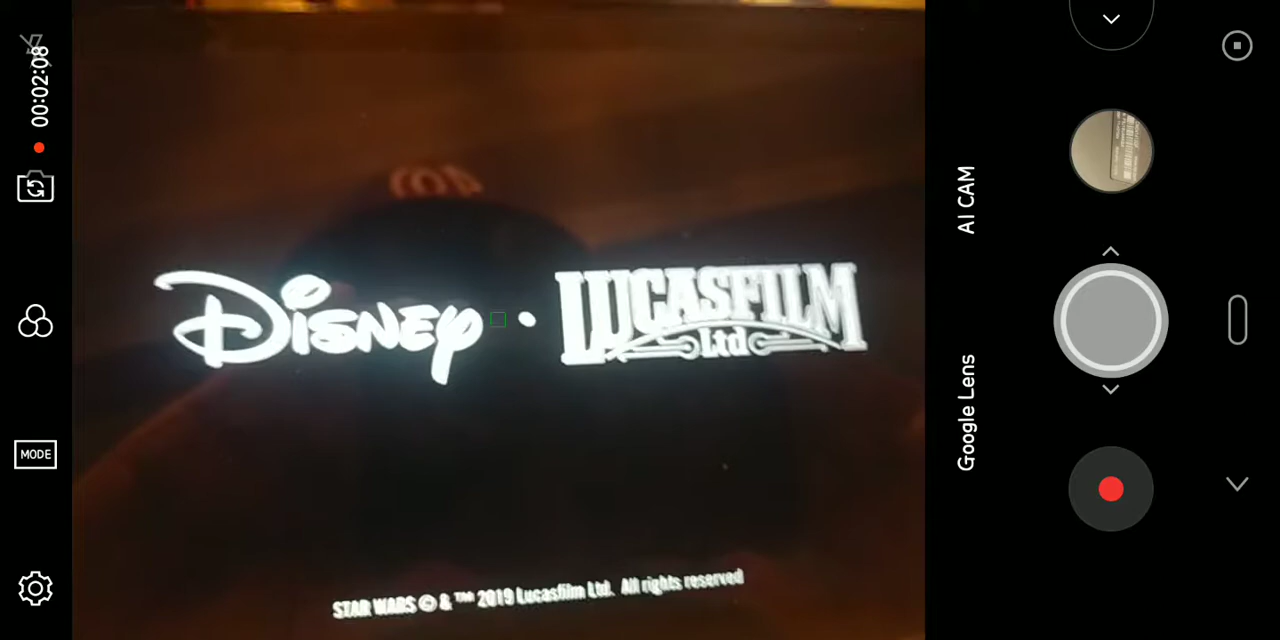 00:02:08
MODE
DISNEY • LUCASFILM
Ltd
STAR WARS © & ™ 2019 Lucasfilm Ltd. All rights reserved
AI CAM
Google Lens